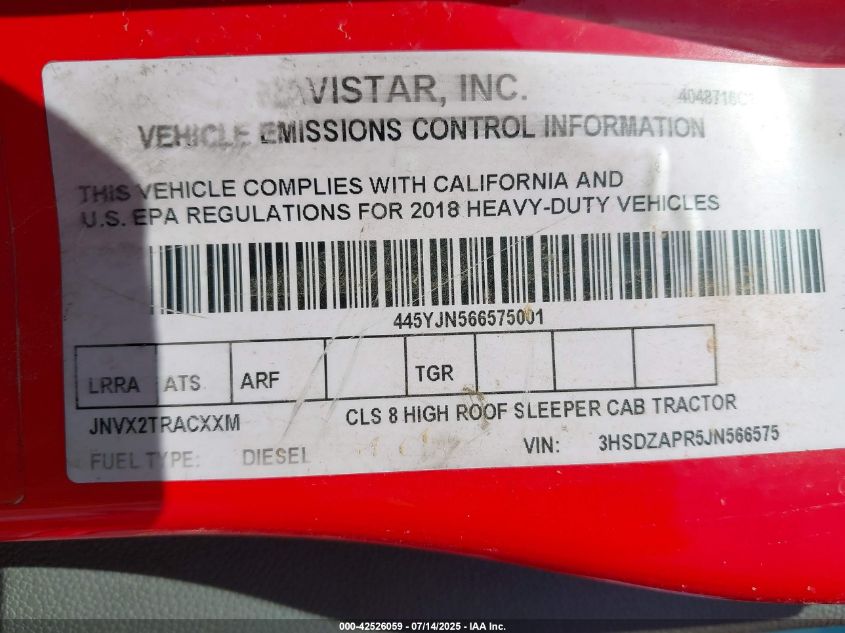 VISTAR, INC.
VEHICLE EMISSIONS CONTROL INFORMATION
THIS VEHICLE COMPLIES WITH CALIFORNIA AND
U.S. EPA REGULATIONS FOR 2018 HEAVY-DUTY VEHICLES
445YJN566575001
LRRA ATS ARF TGR
JNVX2TRACXXM CLS 8 HIGH ROOF SLEEPER CAB TRACTOR
FUEL TYPE: DIESEL VIN: 3HSDZAPR5JN566575
000-42526059 - 07/14/2025 - IAA Inc.